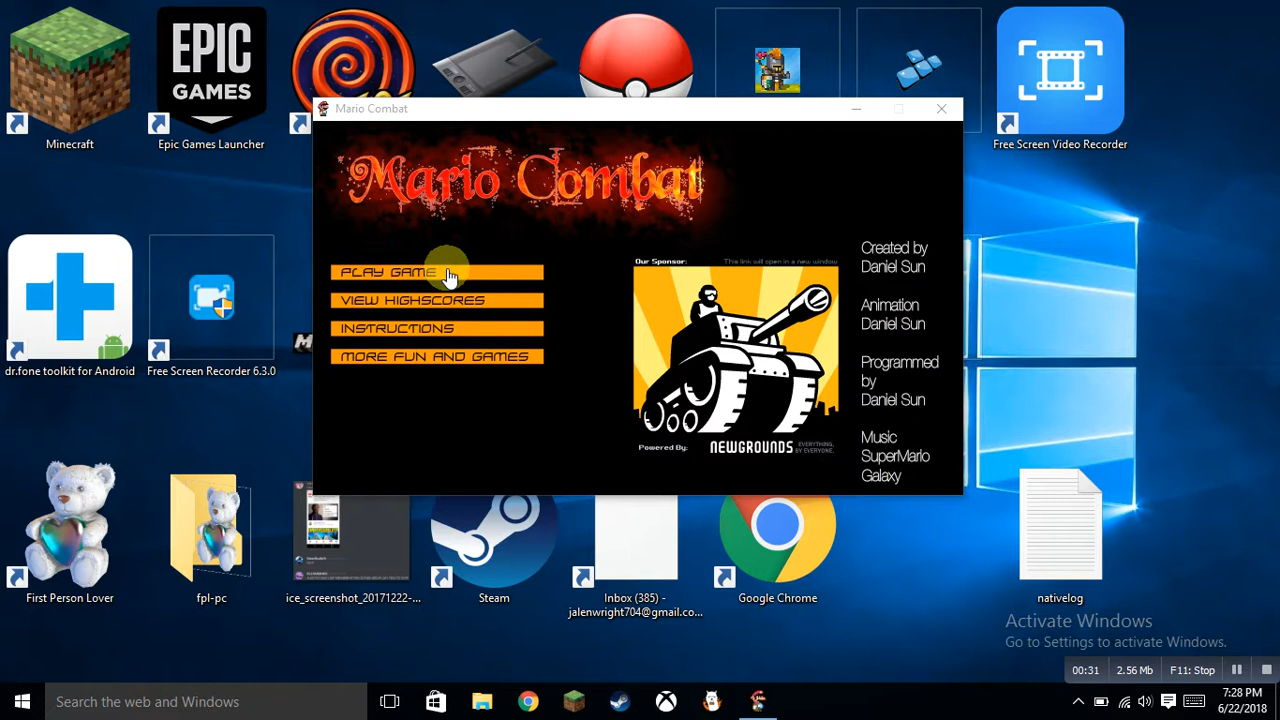 EPIC
GAMES
Minecraft
Epic Games Launcher
Free Screen Video Recorder
Mario Combat
Mario Combat
PLAY GAME
VIEW HIGHSCORES
INSTRUCTIONS
MORE FUN AND GAMES
Our Sponsor:
This link will open in a new window
Powered By:
NEWGROUNDS
EVERYTHING,
BY EVERYONE.
Created by
Daniel Sun
Animation
Daniel Sun
Programmed
by
Daniel Sun
Music
SuperMario
Galaxy
dr.fone toolkit for Android
Free Screen Recorder 6.3.0
First Person Lover
fpl-pc
ice_screenshot_20171222-...
Steam
Inbox (385) -
jalenwright704@gmail.co...
Google Chrome
nativelog
Activate Windows
Go to Settings to activate Windows.
00:31
2.56 Mb
F11: Stop
Search the web and Windows
7:28 PM
6/22/2018